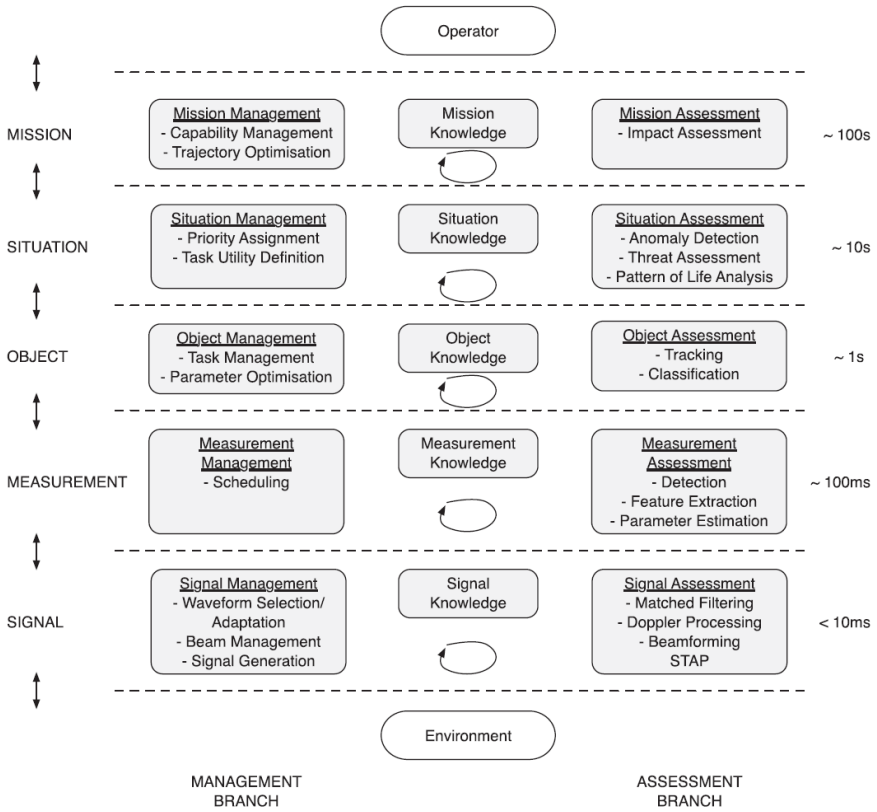 Operator
MISSION
Mission Management
- Capability Management
- Trajectory Optimisation
Mission
Knowledge
Mission Assessment
- Impact Assessment
~ 100s
SITUATION
Situation Management
- Priority Assignment
- Task Utility Definition
Situation
Knowledge
Situation Assessment
- Anomaly Detection
- Threat Assessment
- Pattern of Life Analysis
~ 10s
OBJECT
Object Management
- Task Management
- Parameter Optimisation
Object
Knowledge
Object Assessment
- Tracking
- Classification
~ 1s
MEASUREMENT
Measurement
Management
- Scheduling
Measurement
Knowledge
Measurement
Assessment
- Detection
- Feature Extraction
- Parameter Estimation
~ 100ms
SIGNAL
Signal Management
- Waveform Selection/
Adaptation
- Beam Management
- Signal Generation
Signal
Knowledge
Signal Assessment
- Matched Filtering
- Doppler Processing
- Beamforming
STAP
< 10ms
Environment
MANAGEMENT
BRANCH
ASSESSMENT
BRANCH